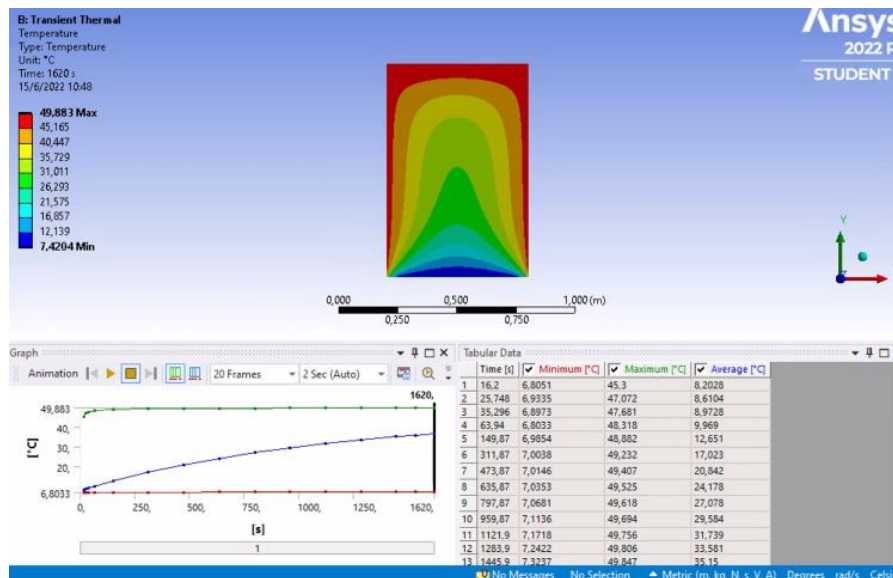 B: Transient Thermal
Temperature
Type: Temperature
Unit: °C
Time: 1620 s
15/6/2022 10:48
49,883 Max
45,165
40,447
35,729
31,011
26,293
21,575
16,857
12,139
7,4204 Min
Ansys
2022 R
STUDENT
Y
0,000 0,500 1,000 (m)
0,250 0,750
Graph
Animation 20 Frames 2 Sec (Auto)
1620,
49,883
40,
30,
20,
6,8033
[°C]
0, 250, 500, 750, 1000, 1250, 1620,
[s]
1
Tabular Data
Time [s] Minimum [°C] Maximum [°C] Average [°C]
1 16,2 6,8051 45,3 8,2028
2 25,748 6,9335 47,072 8,6104
3 35,296 6,8973 47,681 8,9728
4 63,94 6,8033 48,318 9,969
5 149,87 6,9854 48,882 12,651
6 311,87 7,0038 49,232 17,023
7 473,87 7,0146 49,407 20,842
8 635,87 7,0353 49,525 24,178
9 797,87 7,0681 49,618 27,078
10 959,87 7,1136 49,694 29,584
11 1121,9 7,1718 49,756 31,739
12 1283,9 7,2422 49,806 33,581
13 1445,9 7,3237 49,847 35,15
No Messages No Selection Metric (m, kg, N, s, V, A) Degrees rad/s Celsi